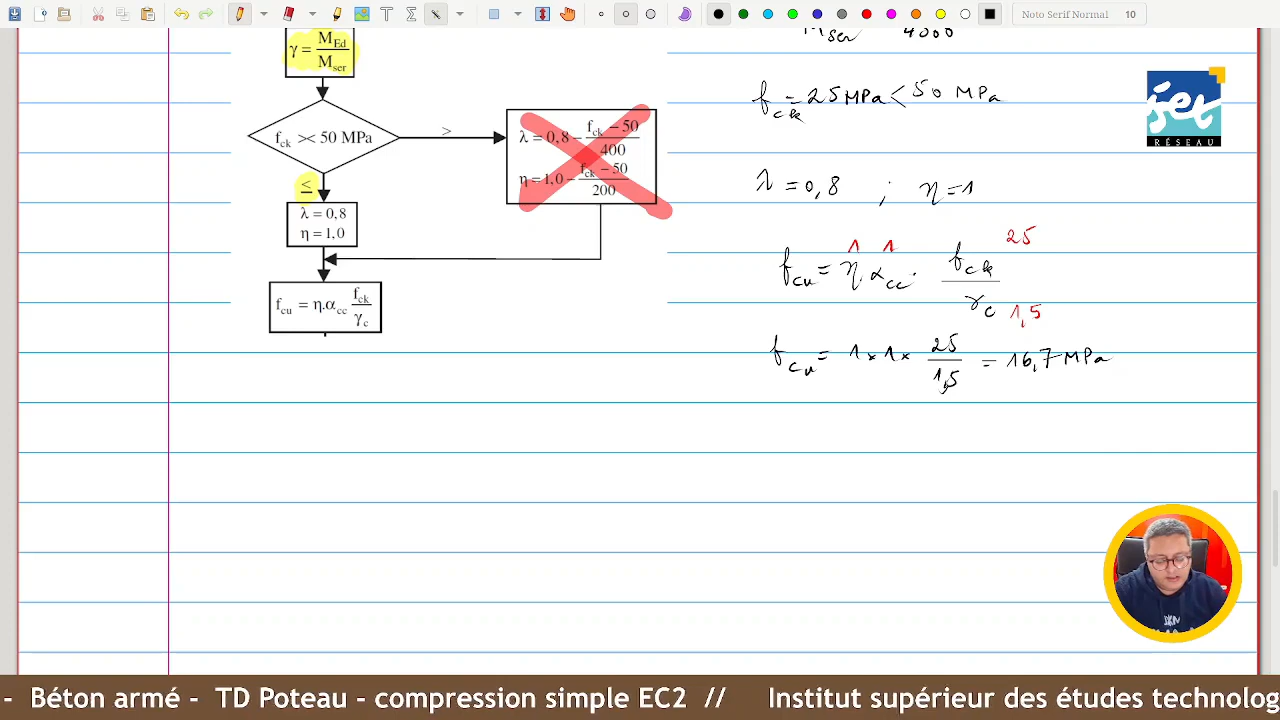 Noto Serif Normal 10
γ = M_Ed / M_ser
M_ser
f_ck = 25 MPa < 50 MPa
f_ck >< 50 MPa
>
λ = 0,8 − (f_ck − 50) / 400
η = 1,0 − (f_ck − 50) / 200
iset
RÉSEAU
≤
λ = 0,8
η = 1,0
λ = 0,8 ; η = 1
1 1 25
f_cu = η. α_cc. f_ck / γ_c
1,5
f_cu = η.α_cc f_ck / γ_c
f_cu = 1 × 1 × 25 / 1,5 = 16,7 MPa
- Béton armé - TD Poteau - compression simple EC2 // Institut supérieur des études technolog